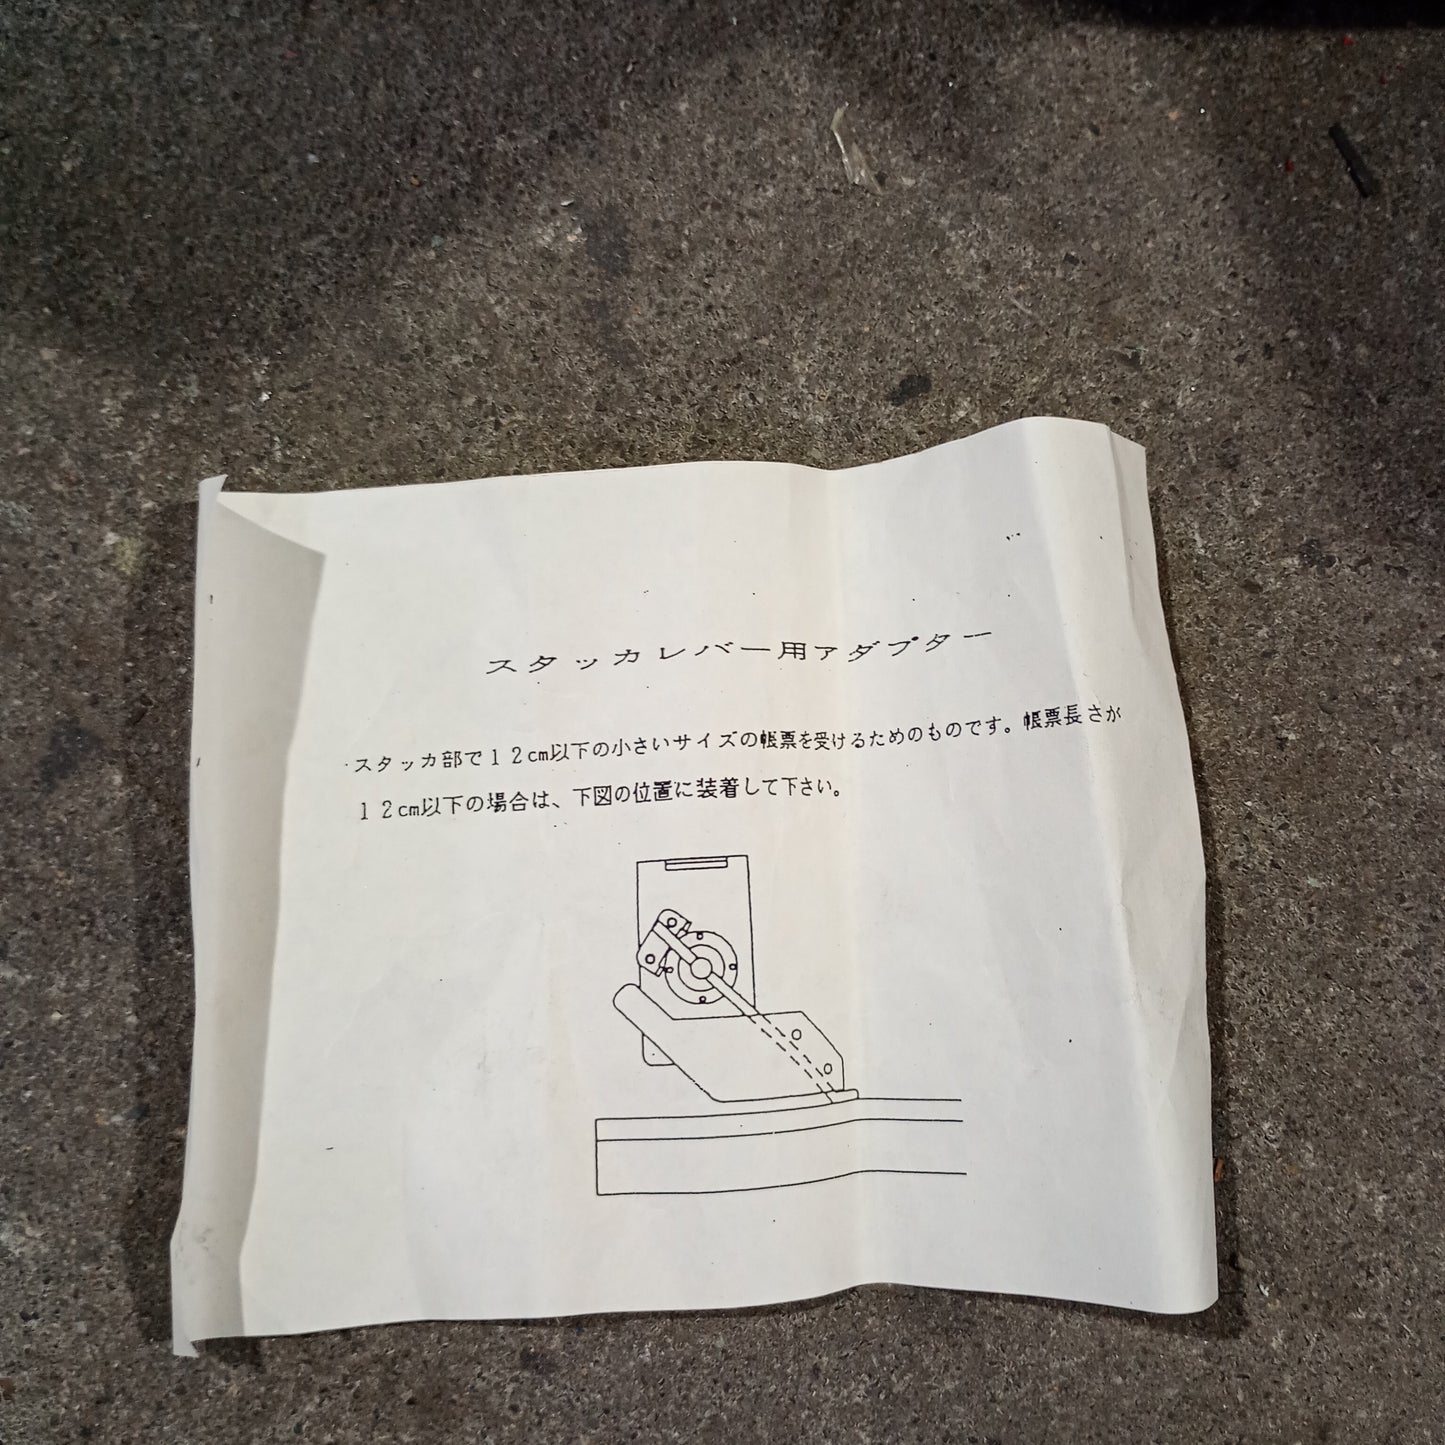 スタッカレバー用アダプター
スタッカ部で12cm以下の小さいサイズの帳票を受けるためのものです。帳票長さが
12cm以下の場合は、下図の位置に装着して下さい。